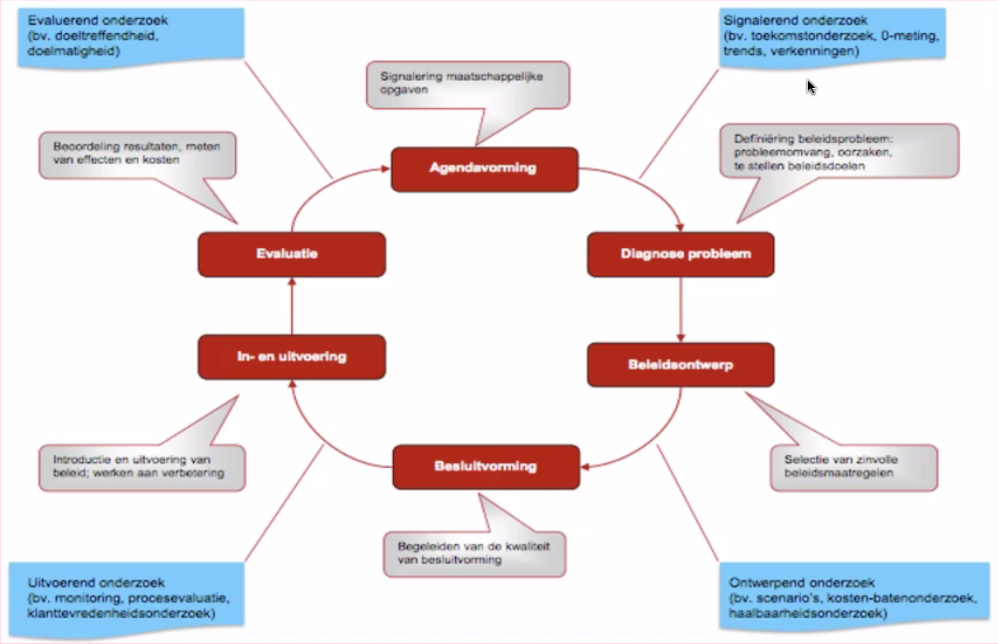 Evaluerend onderzoek
(bv. doeltreffendheid,
doelmatigheid)
Signalerend onderzoek
(bv. toekomstonderzoek, 0-meting,
trends, verkenningen)
Signalering maatschappelijke
opgaven
Beoordeling resultaten, meten
van effecten en kosten
Definiëring beleidsprobleem:
probleemomvang, oorzaken,
te stellen beleidsdoelen
Agendavorming
Evaluatie
Diagnose probleem
In- en uitvoering
Beleidsontwerp
Introductie en uitvoering van
beleid; werken aan verbetering
Besluitvorming
Selectie van zinvolle
beleidsmaatregelen
Begeleiden van de kwaliteit
van besluitvorming
Uitvoerend onderzoek
(bv. monitoring, procesevaluatie,
klanttevredenheidsonderzoek)
Ontwerpend onderzoek
(bv. scenario's, kosten-batenonderzoek,
haalbaarheidsonderzoek)